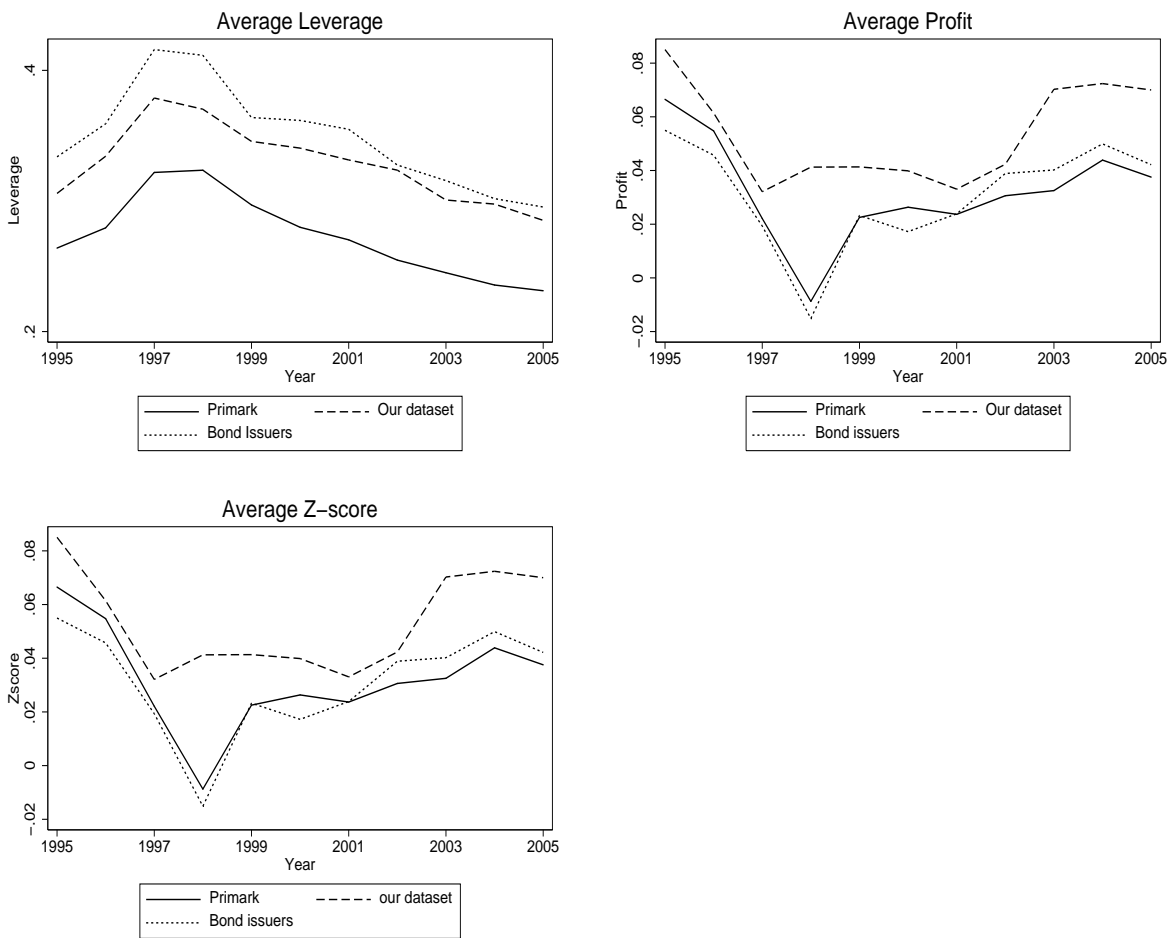 Average Leverage
.4
.2
Leverage
1995 1997 1999 2001 2003 2005
Year
Primark Our dataset
Bond Issuers
Average Profit
.08
.06
.04
.02
0
−.02
Profit
1995 1997 1999 2001 2003 2005
Year
Primark Our dataset
Bond issuers
Average Z−score
.08
.06
.04
.02
0
−.02
Zscore
1995 1997 1999 2001 2003 2005
Year
Primark our dataset
Bond issuers